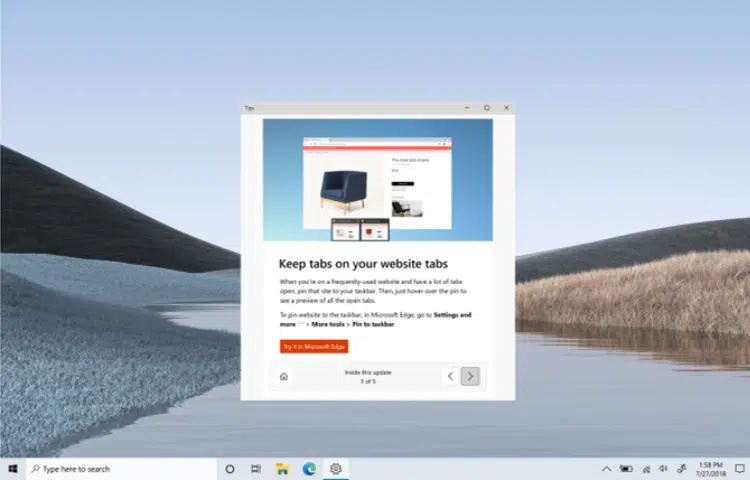 Tips
Keep tabs on your website tabs
When you're on a frequently-used website and have a lot of tabs
open, pin that site to your taskbar. Then, just hover over the pin to
see a preview of all the open tabs.
To pin website to the taskbar, in Microsoft Edge, go to Settings and
more ··· > More tools > Pin to taskbar
Try it in Microsoft Edge
Inside this update
3 of 5
Type here to search
1:58 PM
7/27/2018